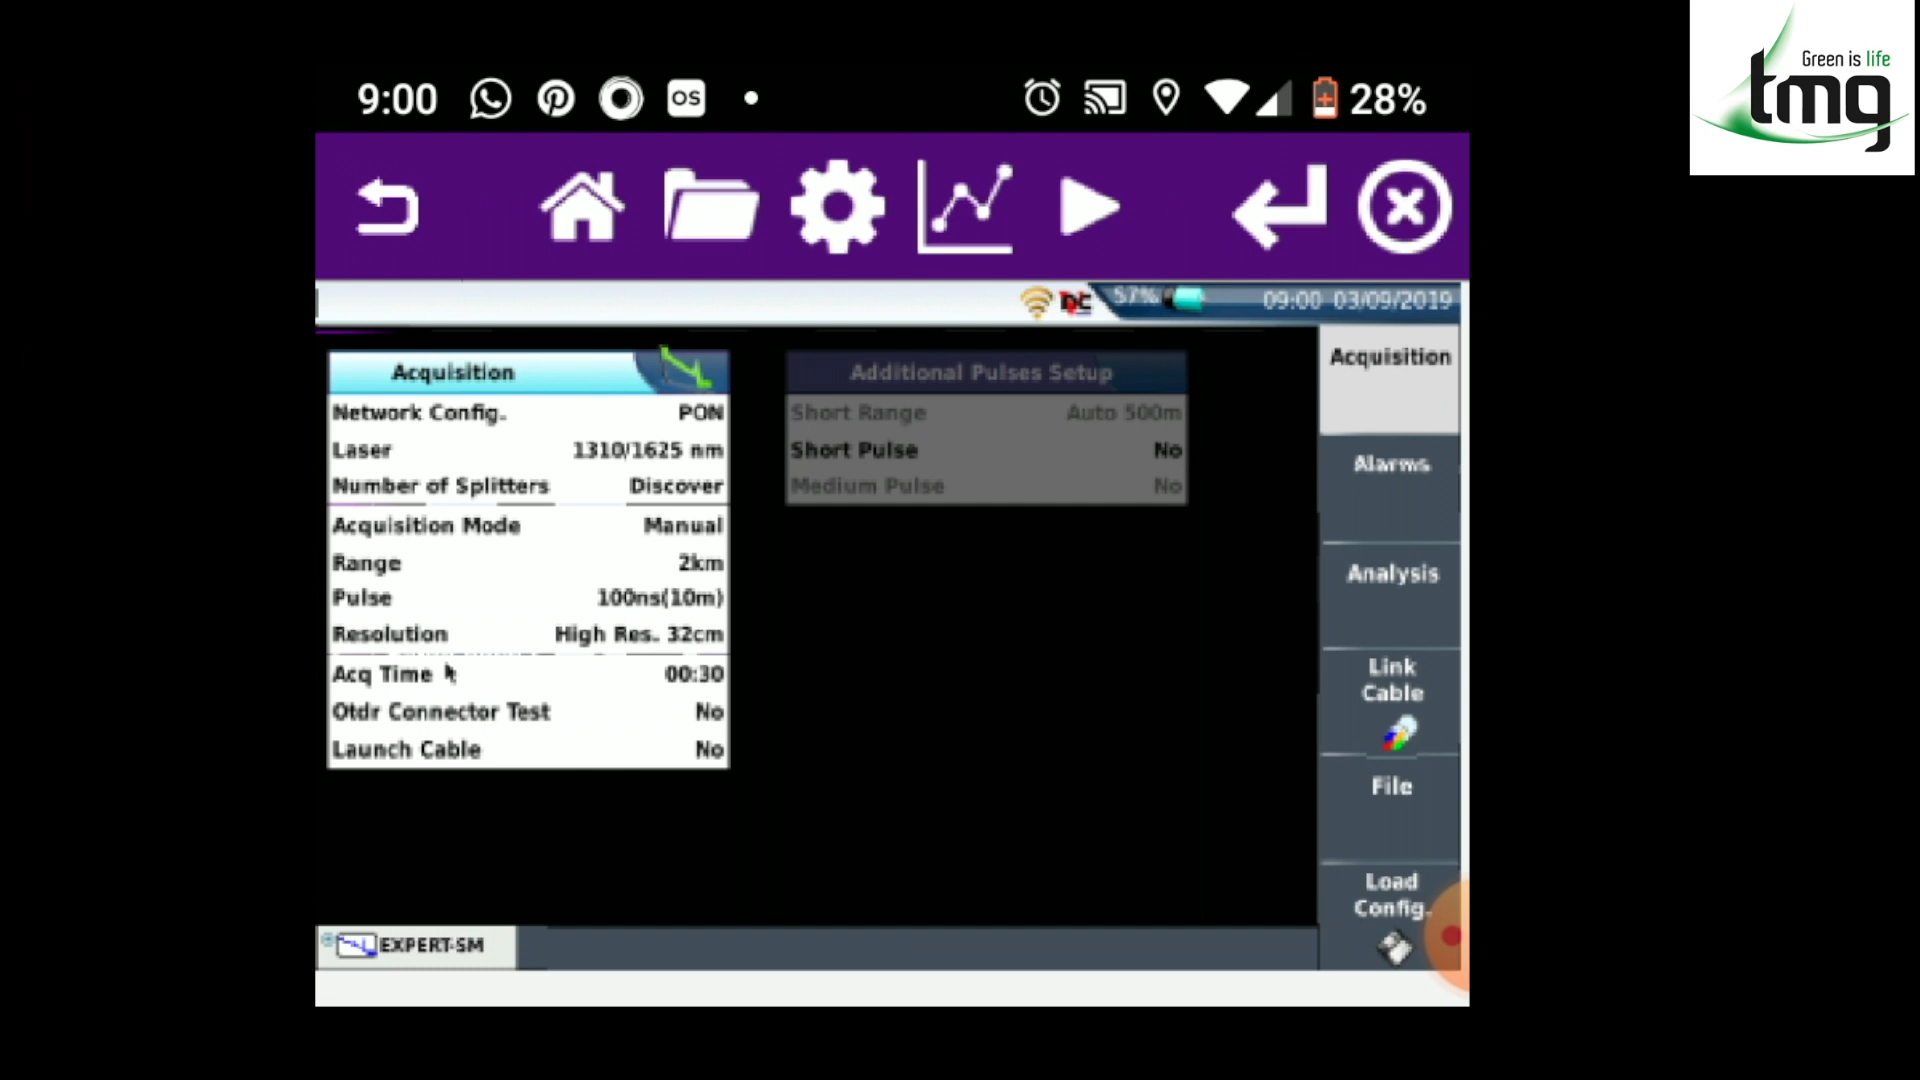 Green is life
tmg
9:00 OS 28%
57% 09:00 03/09/2019
Acquisition
Network Config. PON
Laser 1310/1625 nm
Number of Splitters Discover
Acquisition Mode Manual
Range 2km
Pulse 100ns(10m)
Resolution High Res. 32cm
Acq Time 00:30
Otdr Connector Test No
Launch Cable No
Additional Pulses Setup
Short Range Auto 500m
Short Pulse No
Medium Pulse No
Acquisition
Alarms
Analysis
Link
Cable
File
Load
Config.
EXPERT-SM